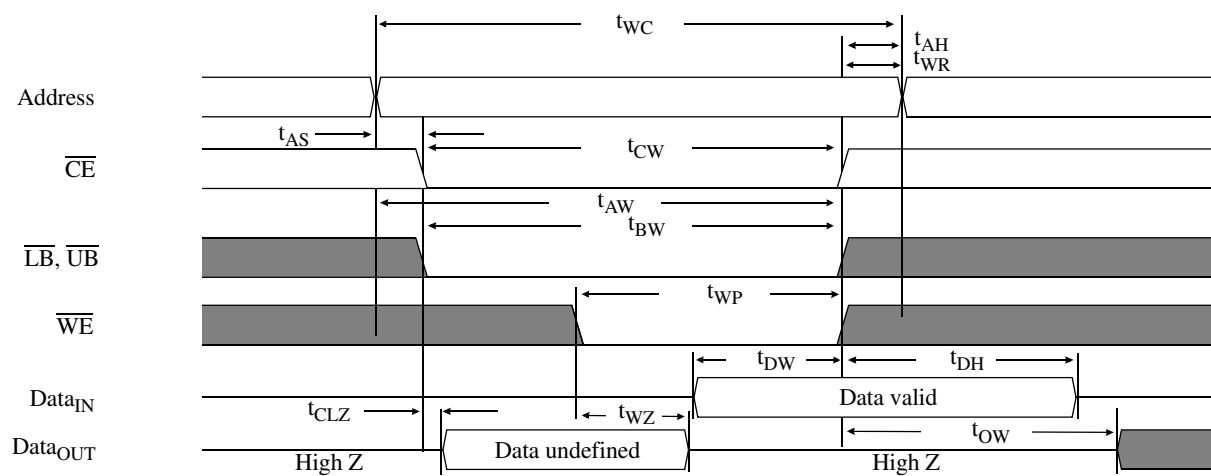 tWC
tAH
tWR
Address
tAS
tCW
CE
tAW
tBW
LB, UB
tWP
WE
tDW
tDH
DataIN
Data valid
tCLZ
tWZ
tOW
DataOUT
Data undefined
High Z
High Z